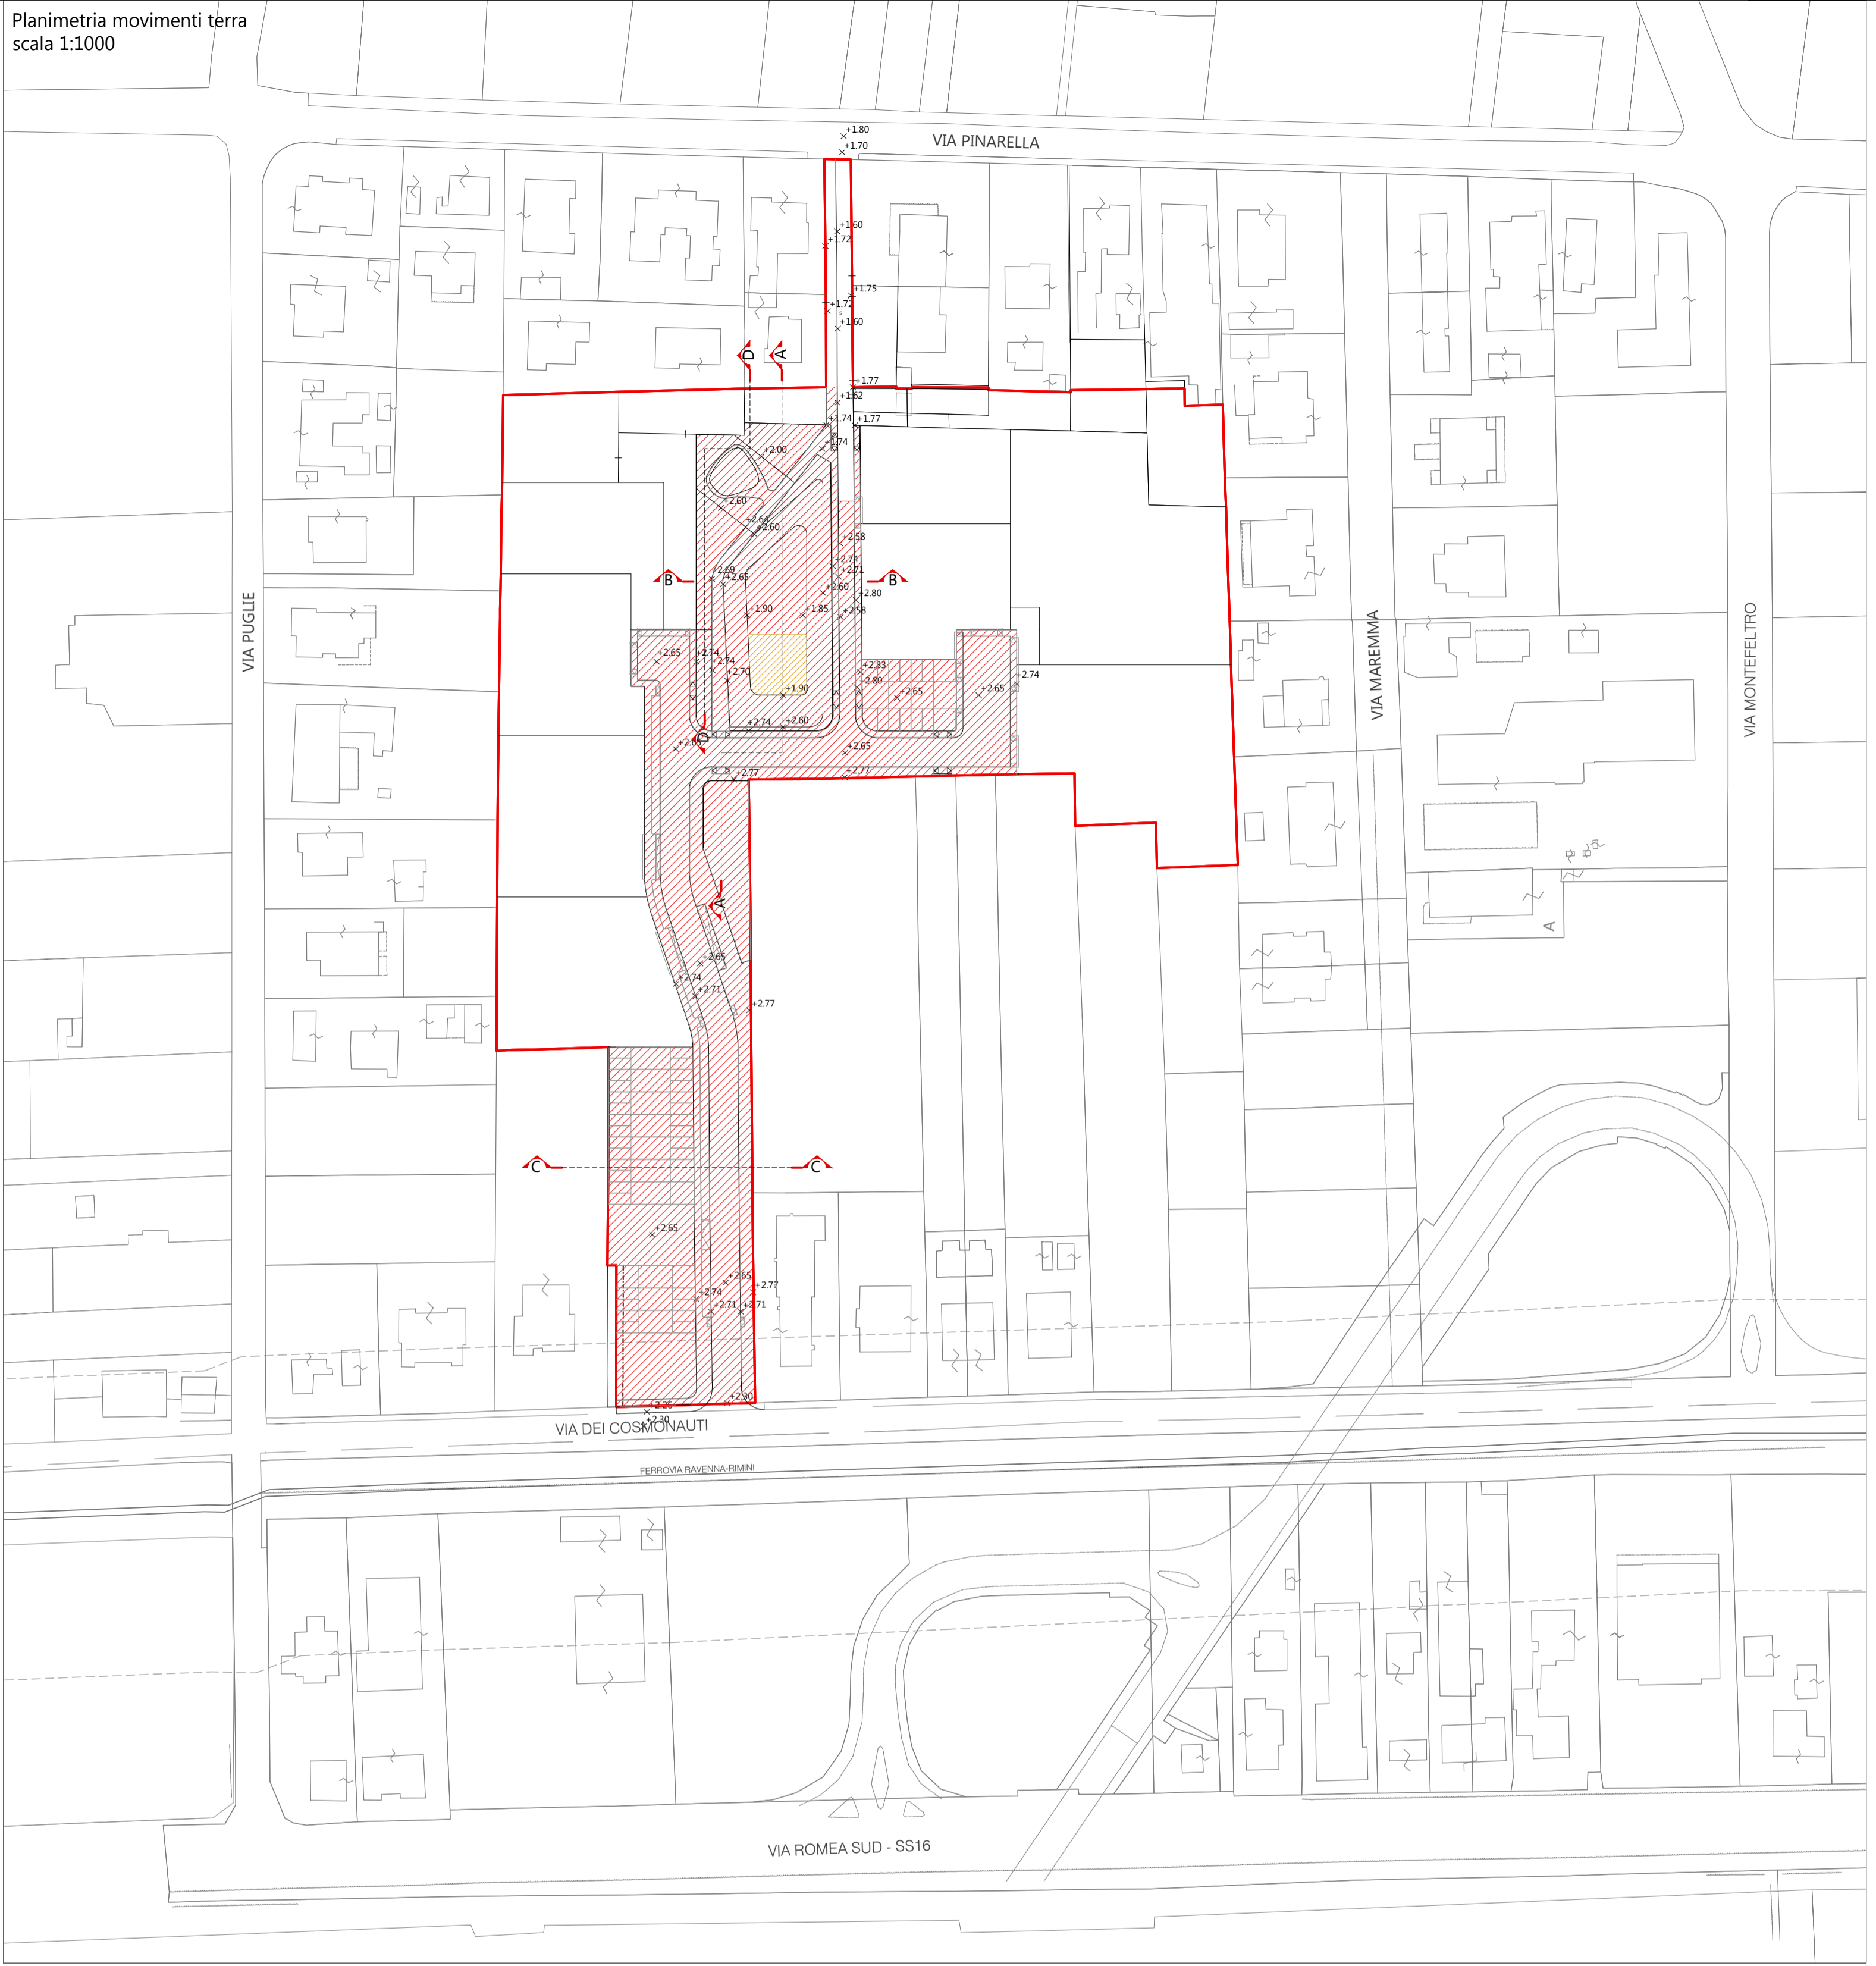 Planimetria movimenti terra
scala 1:1000
+1.80
VIA PINARELLA
+1.70
+1.60
+1.72
+1.75
+1.72
+1.60
D
A
+1.77
+1.62
+1.74
+1.77
+1.74
+2.00
+2.60
+2.64
+2.60
+2.58
+2.74
+2.69
+2.71
B
B
+2.65
+2.60
+2.80
+1.90
+1.85
+2.58
VIA PUGLIE
VIA MAREMMA
VIA MONTEFELTRO
+2.65
+2.74
+2.74
+2.83
+2.70
+2.80
+2.74
+1.90
+2.65
+2.65
+2.74
+2.60
D
+2.65
+2.77
+2.77
A
A
+2.65
+2.74
+2.71
+2.77
C
C
+2.65
+2.65
+2.77
+2.74
+2.71
+2.71
+2.30
+2.30
VIA DEI COSMONAUTI
FERROVIA RAVENNA-RIMINI
VIA ROMEA SUD - SS16